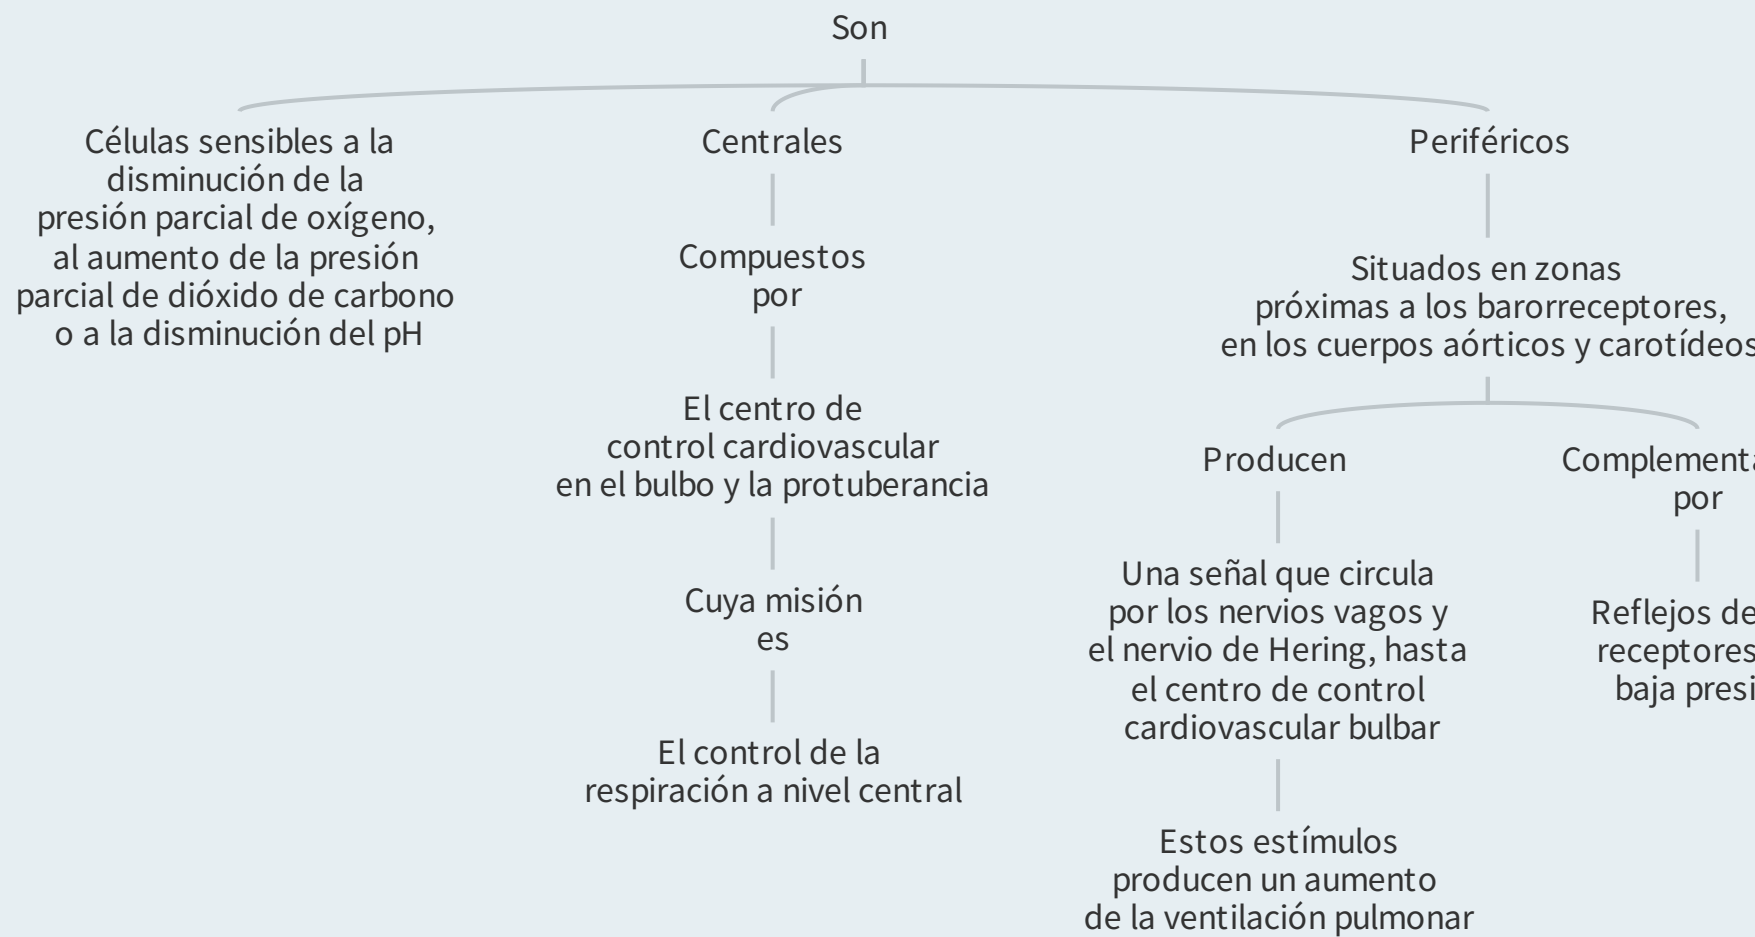 Son
Células sensibles a la
disminución de la
presión parcial de oxígeno,
al aumento de la presión
parcial de dióxido de carbono
o a la disminución del pH
Centrales
Compuestos
por
El centro de
control cardiovascular
en el bulbo y la protuberancia
Cuya misión
es
El control de la
respiración a nivel central
Periféricos
Situados en zonas
próximas a los barorreceptores,
en los cuerpos aórticos y carotídeos
Producen
Una señal que circula
por los nervios vagos y
el nervio de Hering, hasta
el centro de control
cardiovascular bulbar
Estos estímulos
producen un aumento
de la ventilación pulmonar
por
Reflejos de
receptores
baja